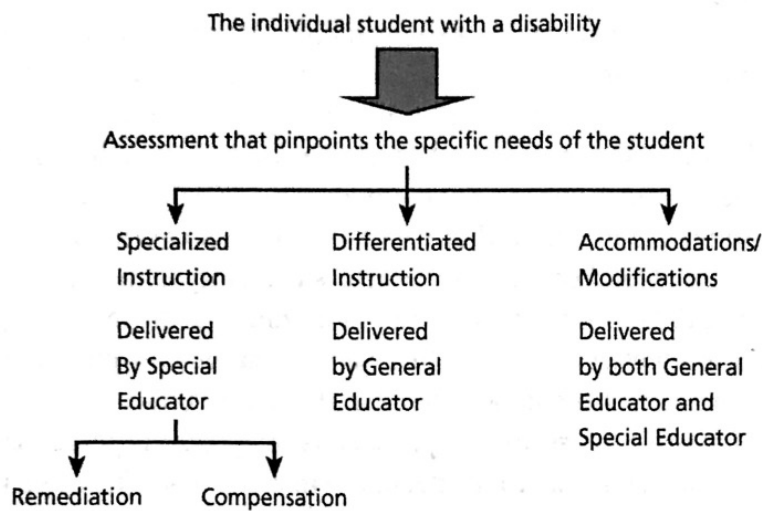 The individual student with a disability
Assessment that pinpoints the specific needs of the student
Specialized
Instruction
Delivered
By Special
Educator
Differentiated
Instruction
Delivered
by General
Educator
Accommodations/
Modifications
Delivered
by both General
Educator and
Special Educator
Remediation
Compensation